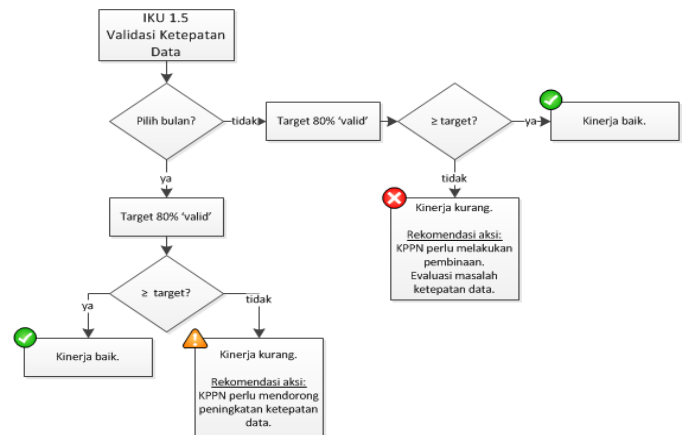 IKU 1.5
Validasi Ketepatan
Data
Pilih bulan?
tidak
Target 80% ‘valid’
≥ target?
ya
Kinerja baik.
tidak
Kinerja kurang.
Rekomendasi aksi:
KPPN perlu melakukan
pembinaan.
Evaluasi masalah
ketepatan data.
ya
Target 80% ‘valid’
≥ target?
ya
Kinerja baik.
tidak
Kinerja kurang.
Rekomendasi aksi:
KPPN perlu mendorong
peningkatan ketepatan
data.